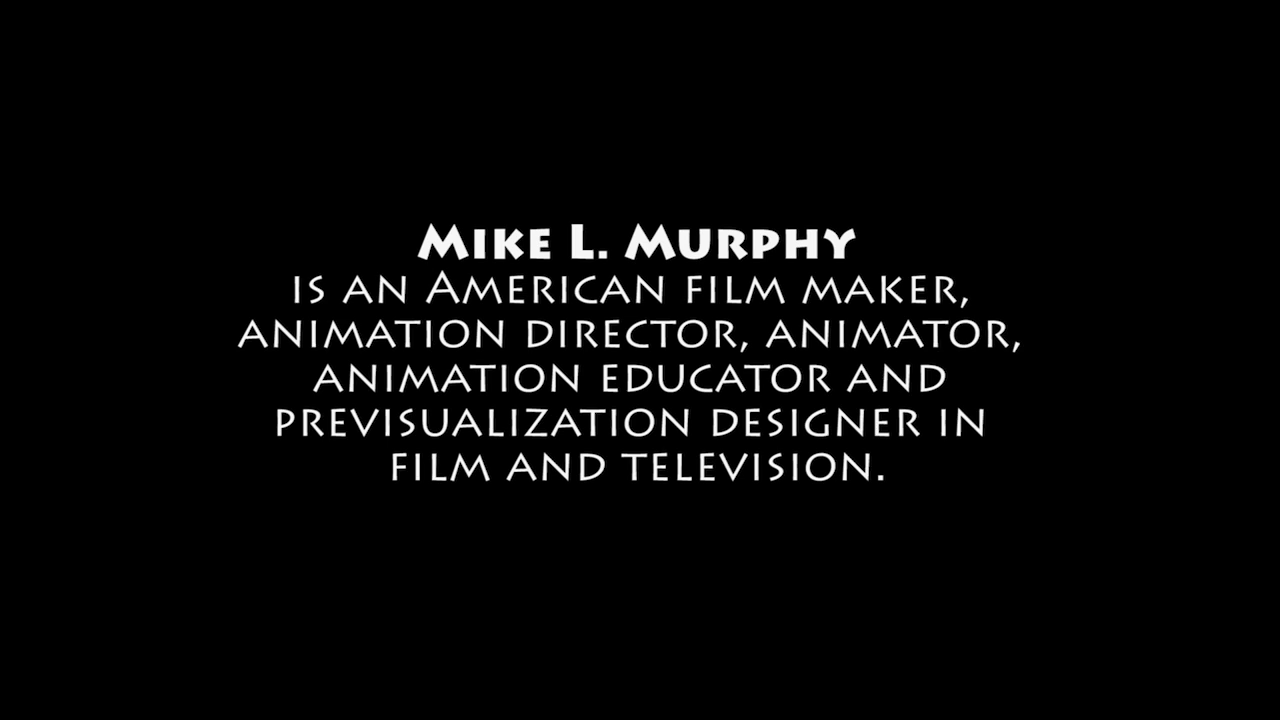 Mike L. Murphy
is an American film maker,
animation director, animator,
animation educator and
previsualization designer in
film and television.